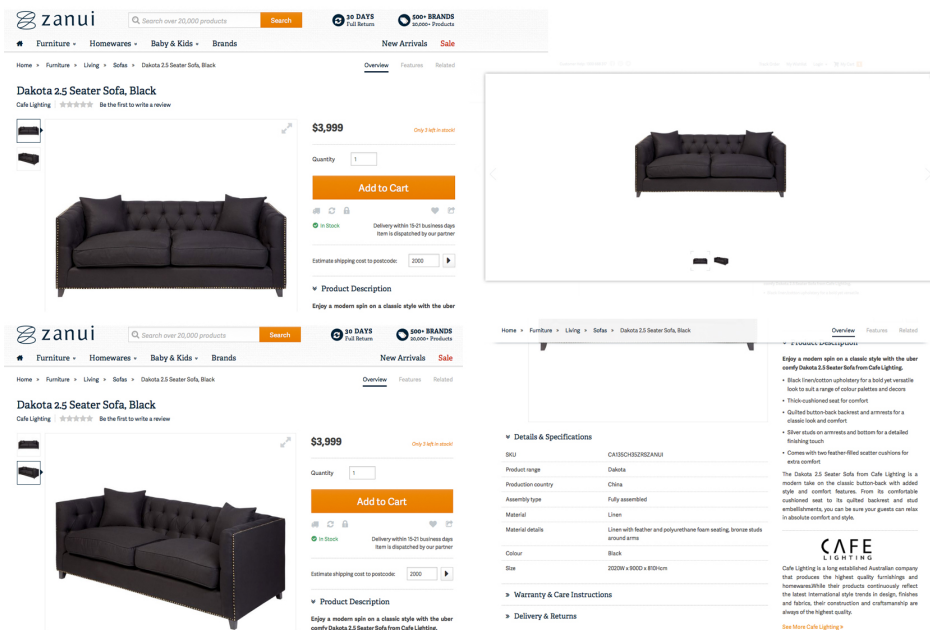 zanui
Search over 20,000 products
Search
30 DAYS
Full Return
500+ BRANDS
20,000+ Products
Furniture
Homewares
Baby & Kids
Brands
New Arrivals
Sale
Home » Furniture » Living » Sofas » Dakota 2.5 Seater Sofa, Black
Overview
Features
Related
Dakota 2.5 Seater Sofa, Black
Cafe Lighting
Be the first to write a review
$3,999
Only 3 left in stock!
Quantity
1
Add to Cart
In Stock
Delivery within 15-21 business days
Item is dispatched by our partner
Estimate shipping cost to postcode:
2000
Product Description
Enjoy a modern spin on a classic style with the uber
zanui
Search over 20,000 products
Search
30 DAYS
Full Return
500+ BRANDS
20,000+ Products
Furniture
Homewares
Baby & Kids
Brands
New Arrivals
Sale
Home » Furniture » Living » Sofas » Dakota 2.5 Seater Sofa, Black
Overview
Features
Related
Dakota 2.5 Seater Sofa, Black
Cafe Lighting
Be the first to write a review
$3,999
Only 3 left in stock!
Quantity
1
Add to Cart
In Stock
Delivery within 15-21 business days
Item is dispatched by our partner
Estimate shipping cost to postcode:
2000
Product Description
Enjoy a modern spin on a classic style with the uber
comfy Dakota 2.5 Seater Sofa from Cafe Lighting.
Home » Furniture » Living » Sofas » Dakota 2.5 Seater Sofa, Black
Overview
Features
Related
Product Description
Enjoy a modern spin on a classic style with the uber
comfy Dakota 2.5 Seater Sofa from Cafe Lighting.
• Black linen/cotton upholstery for a bold yet versatile
look to suit a range of colour palettes and decors
• Thick-cushioned seat for comfort
• Quilted button-back backrest and armrests for a
classic look and comfort
• Silver studs on armrests and bottom for a detailed
finishing touch
• Comes with two feather-filled scatter cushions for
extra comfort
The Dakota 2.5 Seater Sofa from Cafe Lighting is a
modern take on the classic button-back with added
style and comfort features. From its comfortable
cushioned seat to its quilted backrest and stud
embellishments, you can be sure your guests can relax
in absolute comfort and style.
CAFE
LIGHTING
Cafe Lighting is a long established Australian company
that produces the highest quality furnishings and
homewares.While their products continuously reflect
the latest international style trends in design, finishes
and fabrics, their construction and craftsmanship are
always of the highest quality.
See More Cafe Lighting »
Details & Specifications
SKU CA135CH35ZRSZANUI
Product range Dakota
Production country China
Assembly type Fully assembled
Material Linen
Material details Linen with feather and polyurethane foam seating, bronze studs
around arms
Colour Black
Size 2020W x 900D x 810Hcm
Warranty & Care Instructions
Delivery & Returns